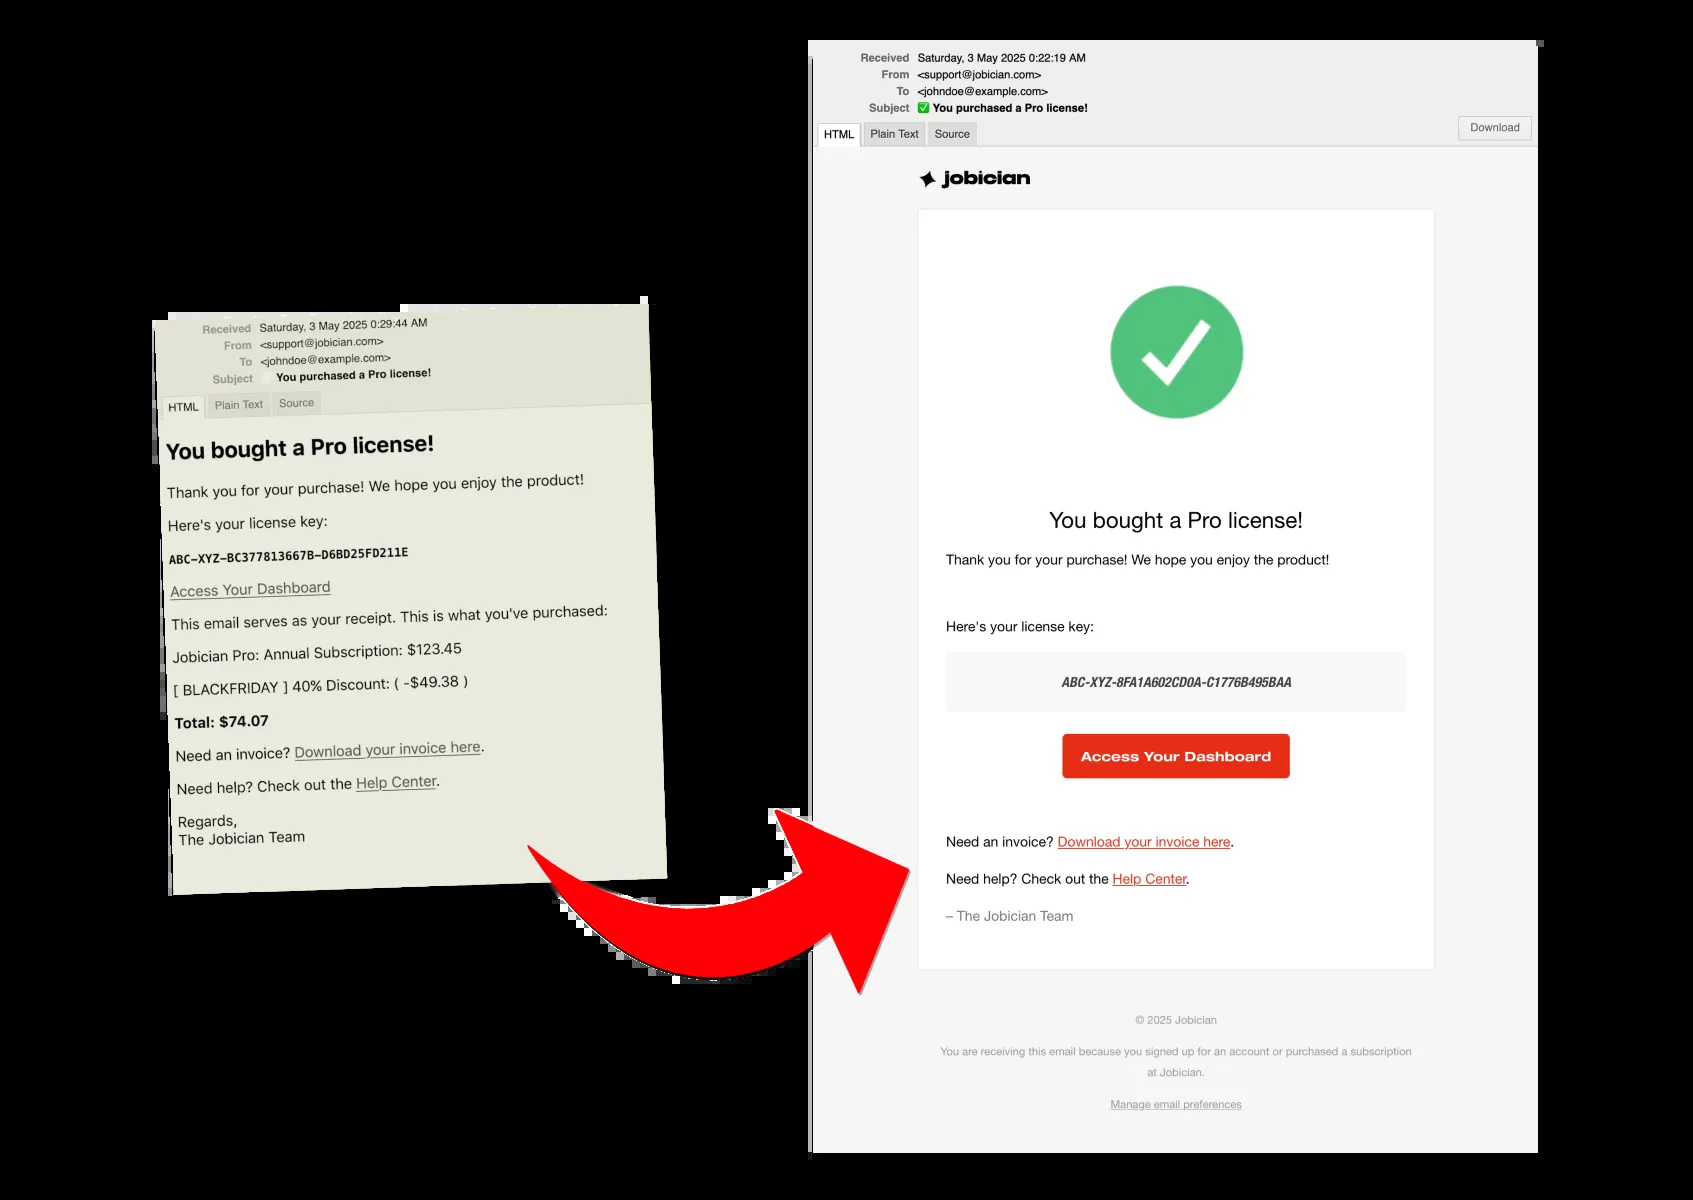 Received Saturday, 3 May 2025 0:29:44 AM
From <support@jobician.com>
To <johndoe@example.com>
Subject You purchased a Pro license!
HTML Plain Text Source
You bought a Pro license!
Thank you for your purchase! We hope you enjoy the product!
Here's your license key:
ABC–XYZ–BC377813667B–D6BD25FD211E
Access Your Dashboard
This email serves as your receipt. This is what you've purchased:
Jobician Pro: Annual Subscription: $123.45
[ BLACKFRIDAY ] 40% Discount: ( -$49.38 )
Total: $74.07
Need an invoice? Download your invoice here.
Need help? Check out the Help Center.
Regards,
The Jobician Team
Received Saturday, 3 May 2025 0:22:19 AM
From <support@jobician.com>
To <johndoe@example.com>
Subject ✅ You purchased a Pro license!
HTML Plain Text Source Download
jobician
You bought a Pro license!
Thank you for your purchase! We hope you enjoy the product!
Here's your license key:
ABC-XYZ-8FA1A602CD0A-C1776B495BAA
Access Your Dashboard
Need an invoice? Download your invoice here.
Need help? Check out the Help Center.
– The Jobician Team
© 2025 Jobician
You are receiving this email because you signed up for an account or purchased a subscription
at Jobician.
Manage email preferences